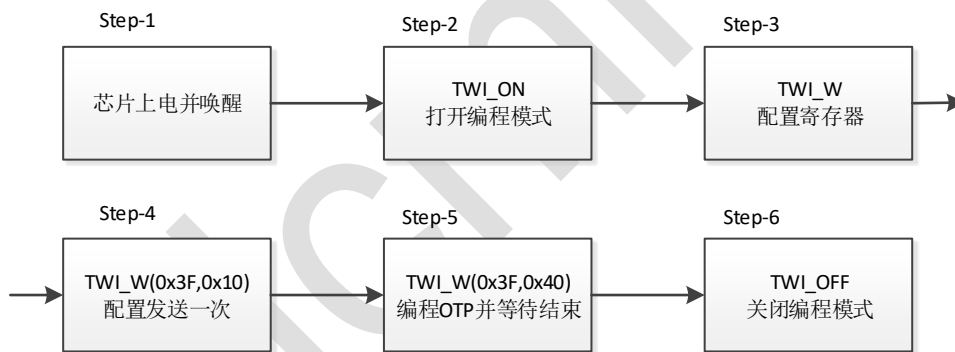 Step-1
Step-2
Step-3
芯片上电并唤醒
TWI_ON
打开编程模式
TWI_W
配置寄存器
Step-4
Step-5
Step-6
TWI_W(0x3F,0x10)
配置发送一次
TWI_W(0x3F,0x40)
编程OTP并等待结束
TWI_OFF
关闭编程模式